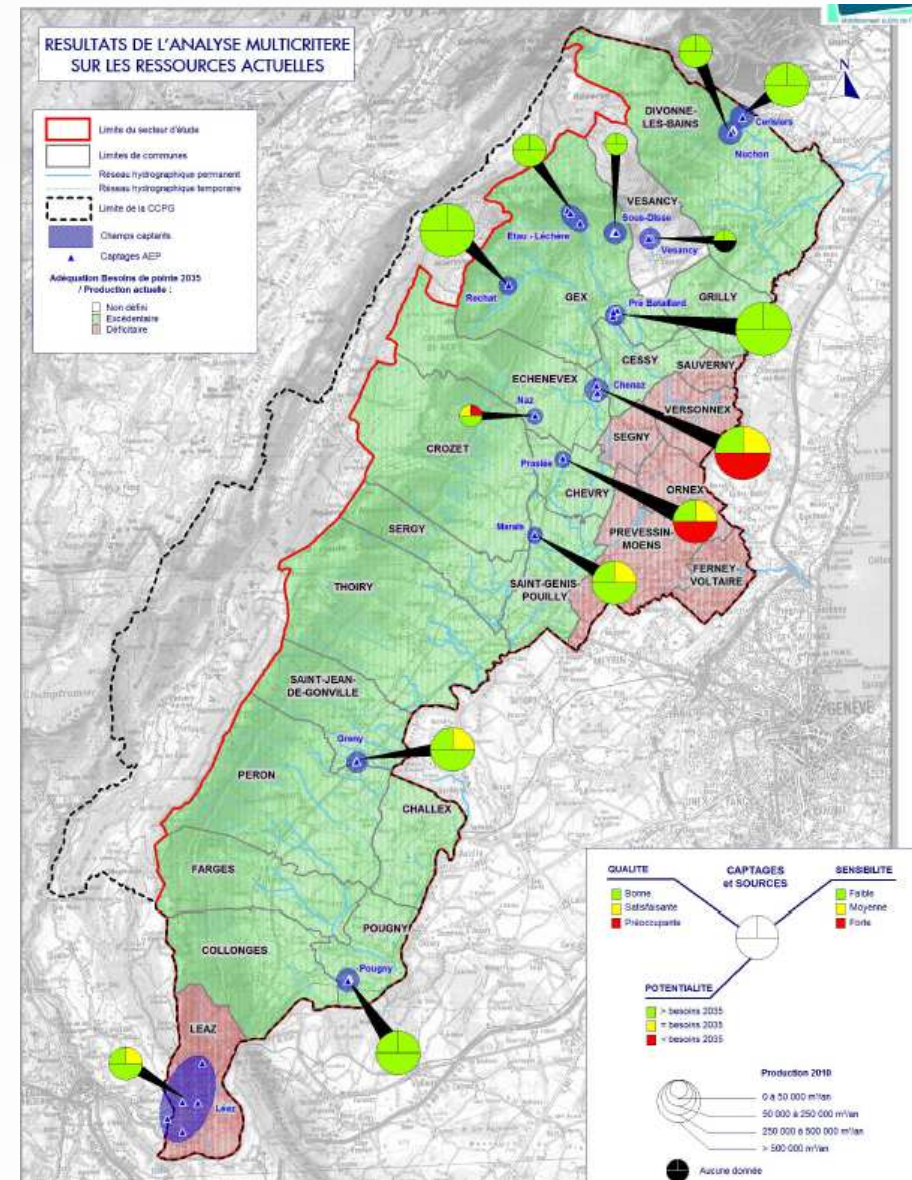 RESULTATS DE L'ANALYSE MULTICRITERE
SUR LES RESSOURCES ACTUELLES
Limite du secteur d'étude
Limites de communes
Réseau hydrographique permanent
Réseau hydrographique temporaire
Limite de la CCPG
Champs captants
Captages AEP
Adéquation Besoins de pointe 2035
/ Production actuelle :
Non défini
Excédentaire
Déficitaire
N
DIVONNE-
LES-BAINS
Nuchon
VESANCY
Sous-Disse
Vesancy
Etau - Léchère
Rechat
GEX
Pré Bataillard
GRILLY
CESSY
SAUVERNY
ECHENEVEX
Chenaz
VERSONNEX
Naz
SEGNY
CROZET
Praslée
CHEVRY
ORNEX
SERGY
Marais
PREVESSIN-
MOENS
FERNEY-
VOLTAIRE
THOIRY
SAINT-GENIS-
POUILLY
MEYRIN
GENÈVE
SAINT-JEAN-
DE-GONVILLE
Greny
PERON
CHALLEX
FARGES
POUGNY
COLLONGES
Pougny
LEAZ
Léaz
QUALITE
Bonne
Satisfaisante
Préoccupante
CAPTAGES
et SOURCES
SENSIBILITE
Faible
Moyenne
Forte
POTENTIALITE
> besoins 2035
= besoins 2035
< besoins 2035
Production 2010
0 à 50 000 m³/an
50 000 à 250 000 m³/an
250 000 à 500 000 m³/an
> 500 000 m³/an
Aucune donnée